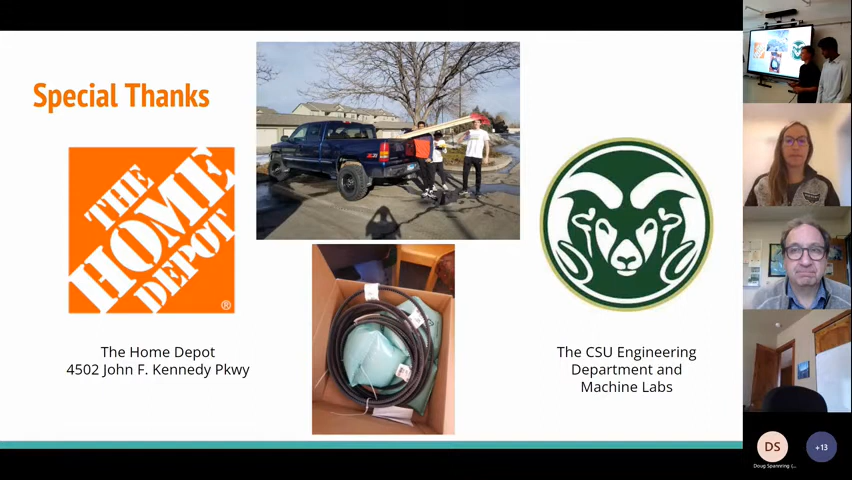 Special Thanks
THE
HOME
DEPOT
®
The Home Depot
4502 John F. Kennedy Pkwy
The CSU Engineering
Department and
Machine Labs
DS
+13
Doug Spanning (...